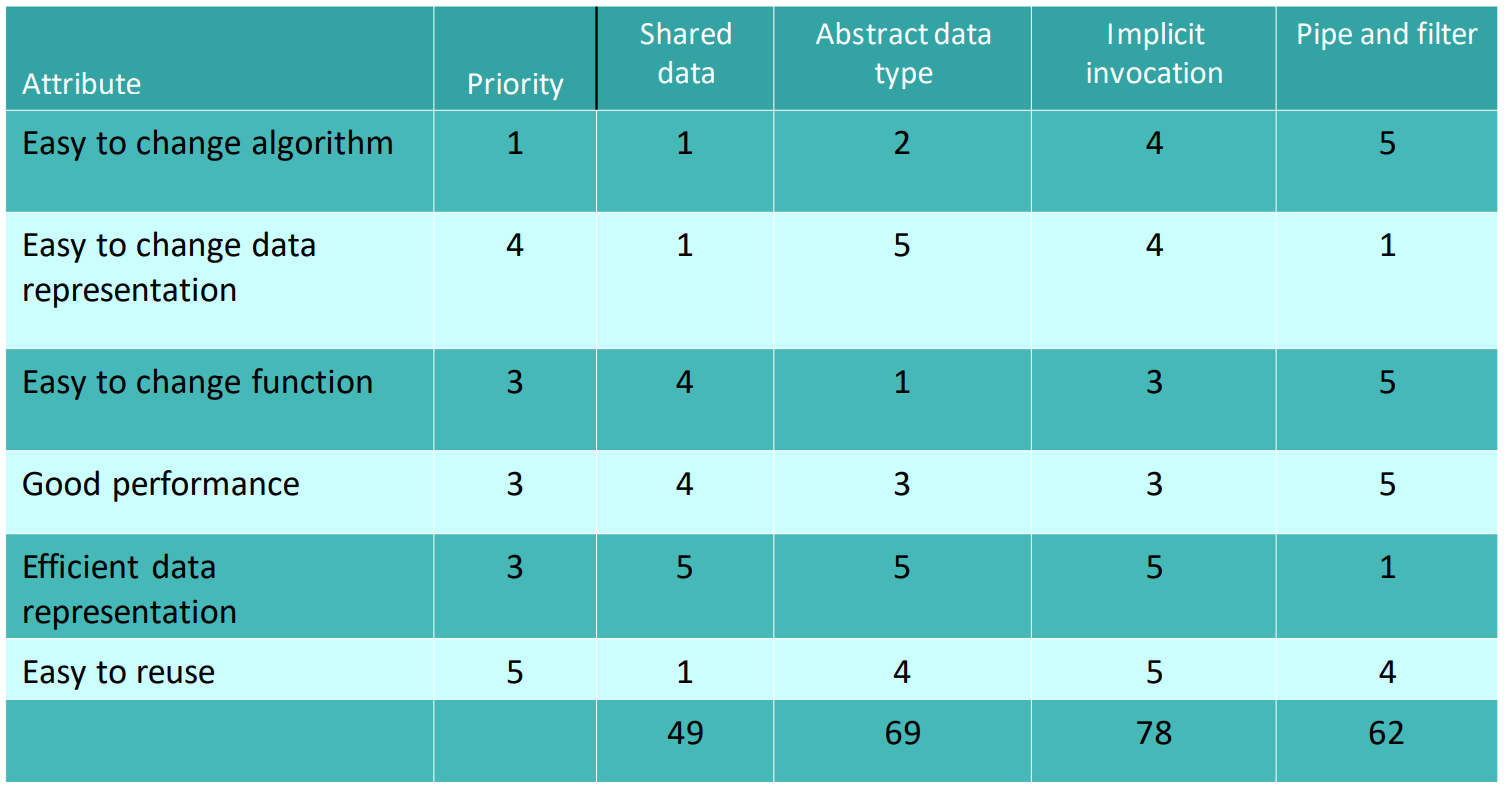 Attribute Priority Shared data Abstract data type Implicit invocation Pipe and filter
Easy to change algorithm 1 1 2 4 5
Easy to change data representation 4 1 5 4 1
Easy to change function 3 4 1 3 5
Good performance 3 4 3 3 5
Efficient data representation 3 5 5 5 1
Easy to reuse 5 1 4 5 4
49 69 78 62